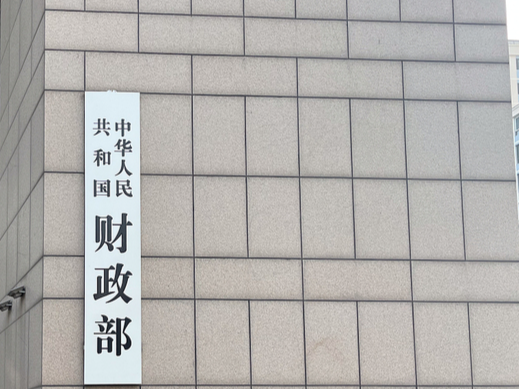 中华人民
共和国
财政部